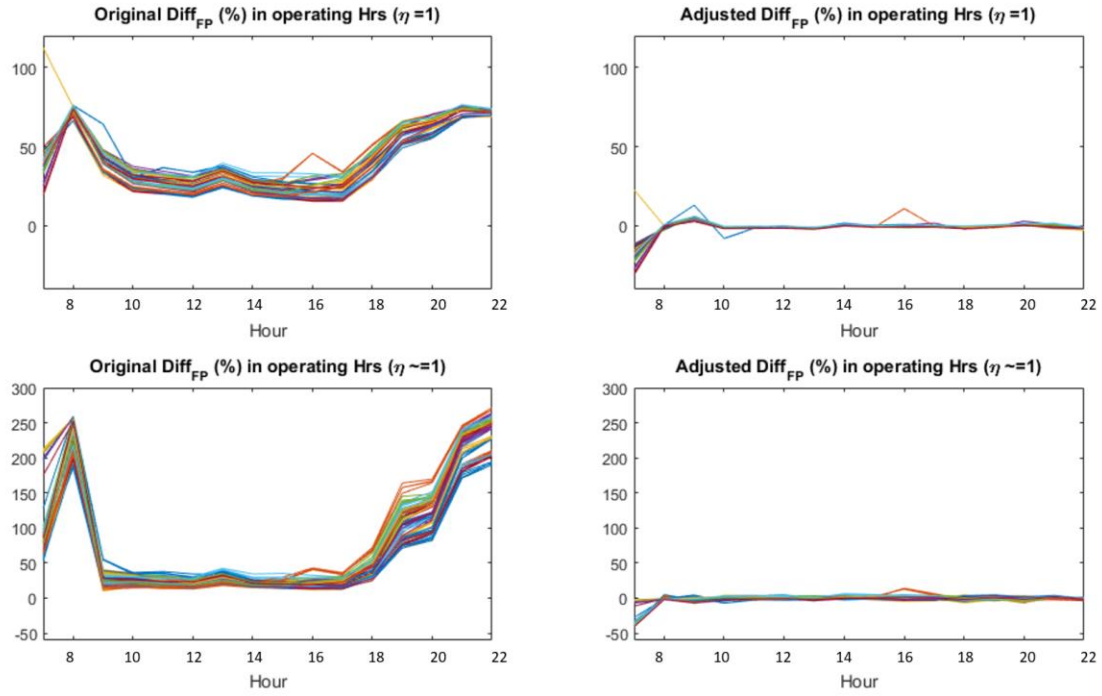 Original Diff_FP (%) in operating Hrs (η =1)
100
50
0
8 10 12 14 16 18 20 22
Hour
Adjusted Diff_FP (%) in operating Hrs (η =1)
100
50
0
8 10 12 14 16 18 20 22
Hour
Original Diff_FP (%) in operating Hrs (η ~=1)
300
250
200
150
100
50
0
-50
8 10 12 14 16 18 20 22
Hour
Adjusted Diff_FP (%) in operating Hrs (η ~=1)
300
250
200
150
100
50
0
-50
8 10 12 14 16 18 20 22
Hour